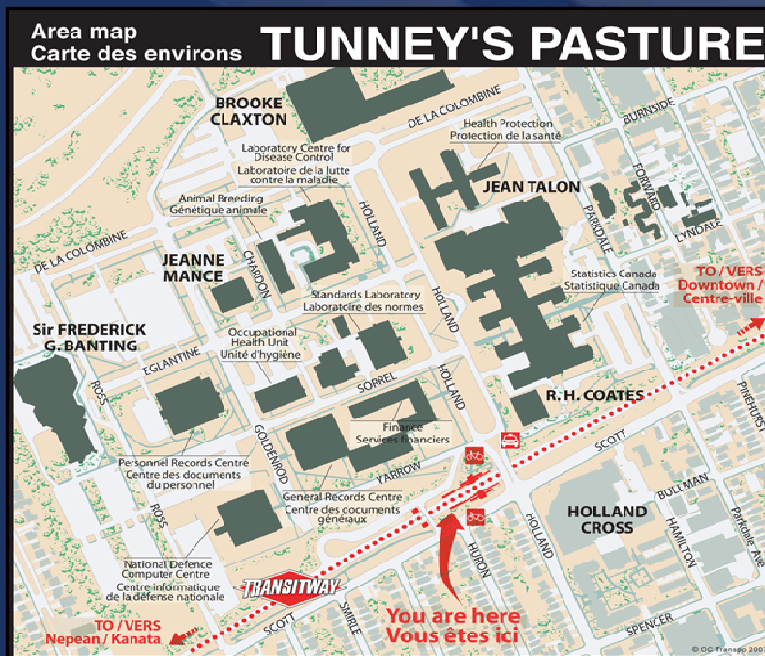 Area map
Carte des environs
TUNNEY'S PASTURE
BROOKE
CLAXTON
DE LA COLOMBINE
BURNSIDE
Health Protection
Protection de la santé
Laboratory Centre for
Disease Control
Laboratoire de la lutte
contre la maladie
JEAN TALON
FORWARD
Animal Breeding
Génétique animale
HOLLAND
PARKDALE
LYNDALE
DE LA COLOMBINE
JEANNE
MANCE
CHARDON
TO / VERS
Downtown /
Centre-ville
Statistics Canada
Statistique Canada
Standards Laboratory
Laboratoire des normes
HOLLAND
Sir FREDERICK
G. BANTING
Occupational
Health Unit
Unité d'hygiène
EGLANTINE
ROSS
SORREL
HOLLAND
R.H. COATES
PINEHURST
Finance
Services financiers
GOLDENROD
SCOTT
Personnel Records Centre
Centre des documents
du personnel
YARROW
General Records Centre
Centre des documents
généraux
BULLMAN
ROSS
HOLLAND
CROSS
HOLLAND
HAMILTON
Parkdale Ave
HURON
National Defence
Computer Centre
Centre informatique
de la défense nationale
TRANSITWAY
You are here
Vous êtes ici
TO / VERS
Nepean / Kanata
SCOTT
SMIRLE
SPENCER
© OC Transpo 2007